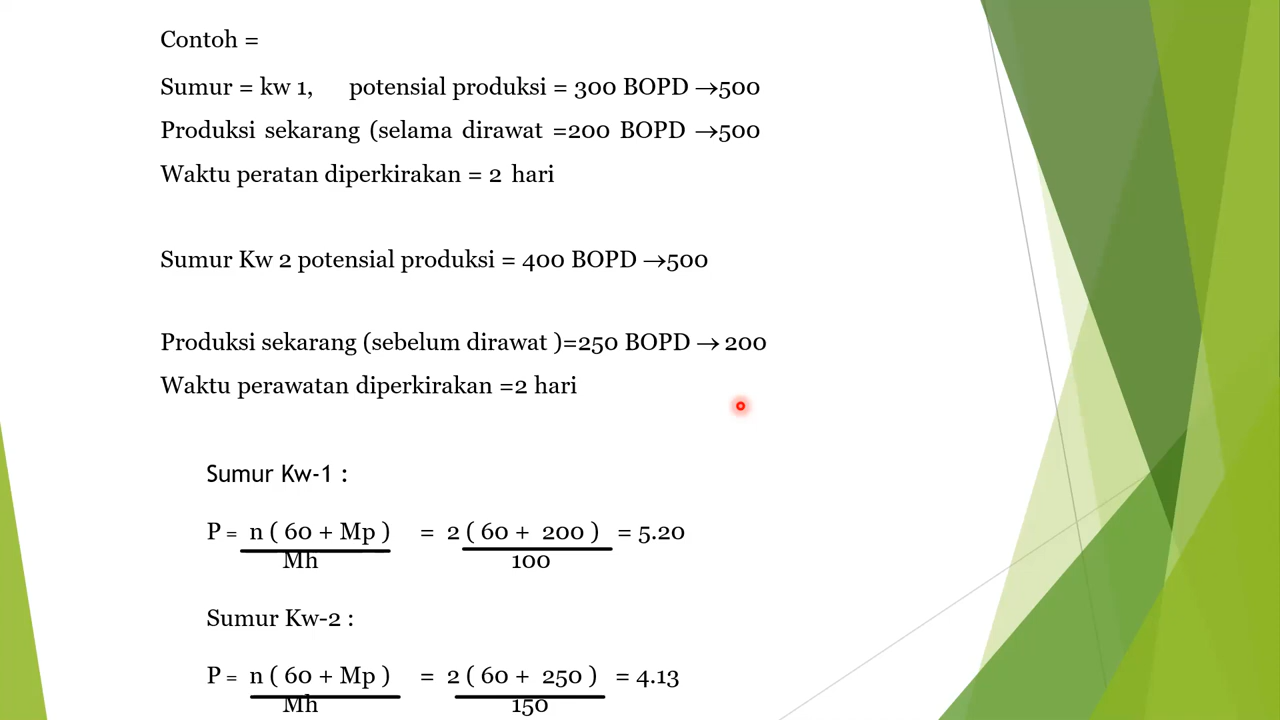 Contoh =
Sumur = kw 1, potensial produksi = 300 BOPD →500
Produksi sekarang (selama dirawat =200 BOPD →500
Waktu peratan diperkirakan = 2 hari
Sumur Kw 2 potensial produksi = 400 BOPD →500
Produksi sekarang (sebelum dirawat )=250 BOPD → 200
Waktu perawatan diperkirakan =2 hari
Sumur Kw-1 :
P = n ( 60 + Mp ) = 2 ( 60 + 200 ) = 5.20
Mh 100
Sumur Kw-2 :
P = n ( 60 + Mp ) = 2 ( 60 + 250 ) = 4.13
Mh 150